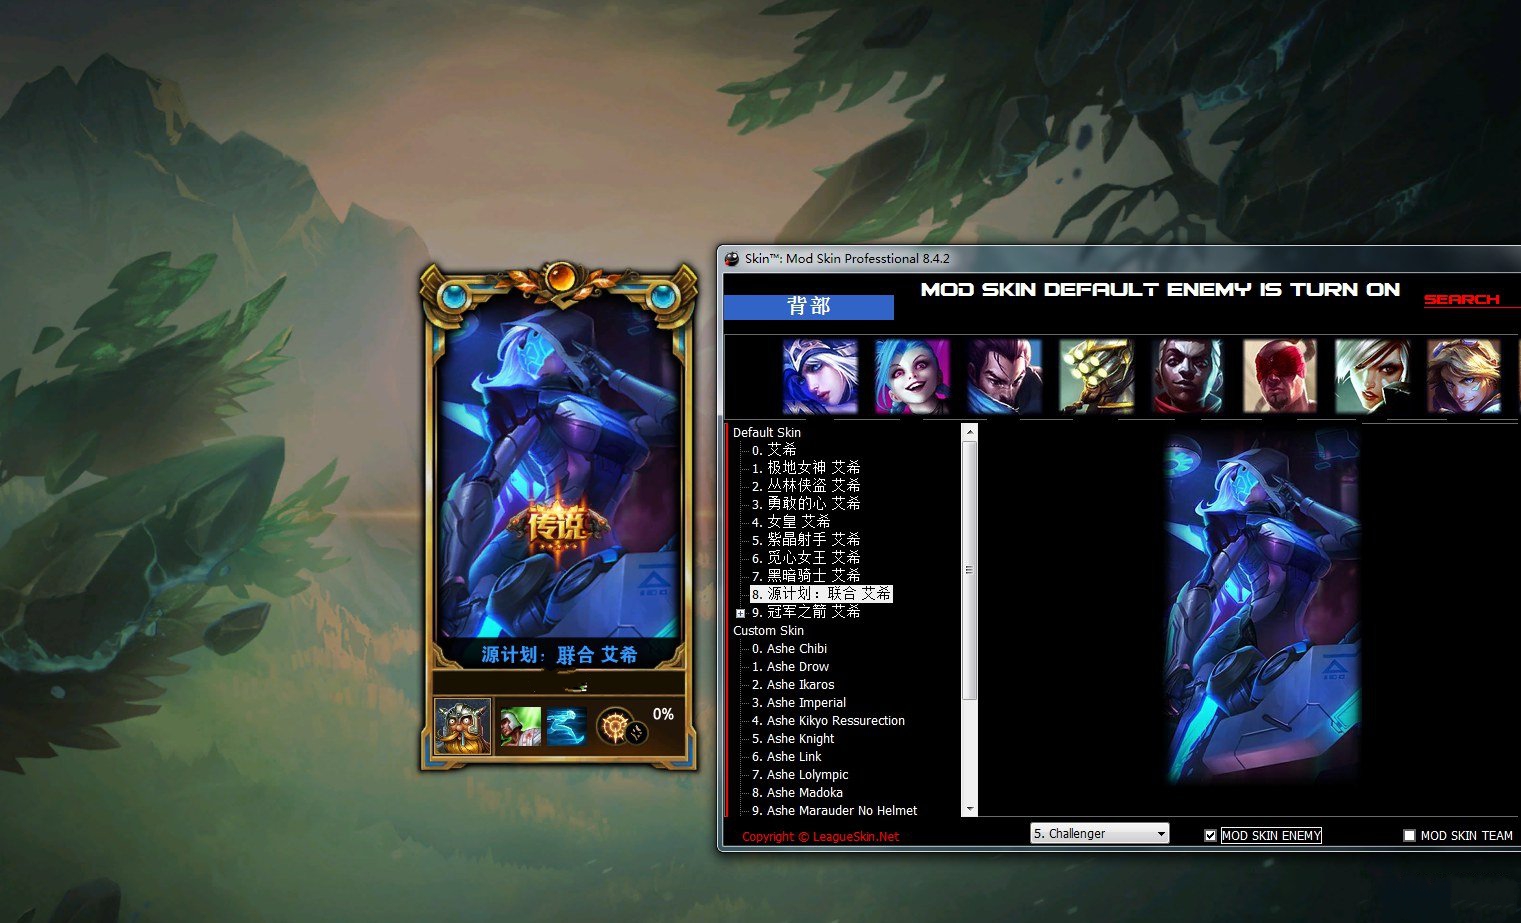 Skin™: Mod Skin Professtional 8.4.2
MOD SKIN DEFAULT ENEMY IS TURN ON
背部
SEARCH
Default Skin
0. 艾希
1. 极地女神 艾希
2. 丛林侠盗 艾希
3. 勇敢的心 艾希
4. 女皇 艾希
5. 紫晶射手 艾希
6. 觅心女王 艾希
7. 黑暗骑士 艾希
8. 源计划：联合 艾希
9. 冠军之箭 艾希
Custom Skin
0. Ashe Chibi
1. Ashe Drow
2. Ashe Ikaros
3. Ashe Imperial
4. Ashe Kikyo Ressurection
5. Ashe Knight
6. Ashe Link
7. Ashe Lolympic
8. Ashe Madoka
9. Ashe Marauder No Helmet
Copyright © LeagueSkin.Net
5. Challenger
MOD SKIN ENEMY
MOD SKIN TEAM
传说
源计划：联合 艾希
0%